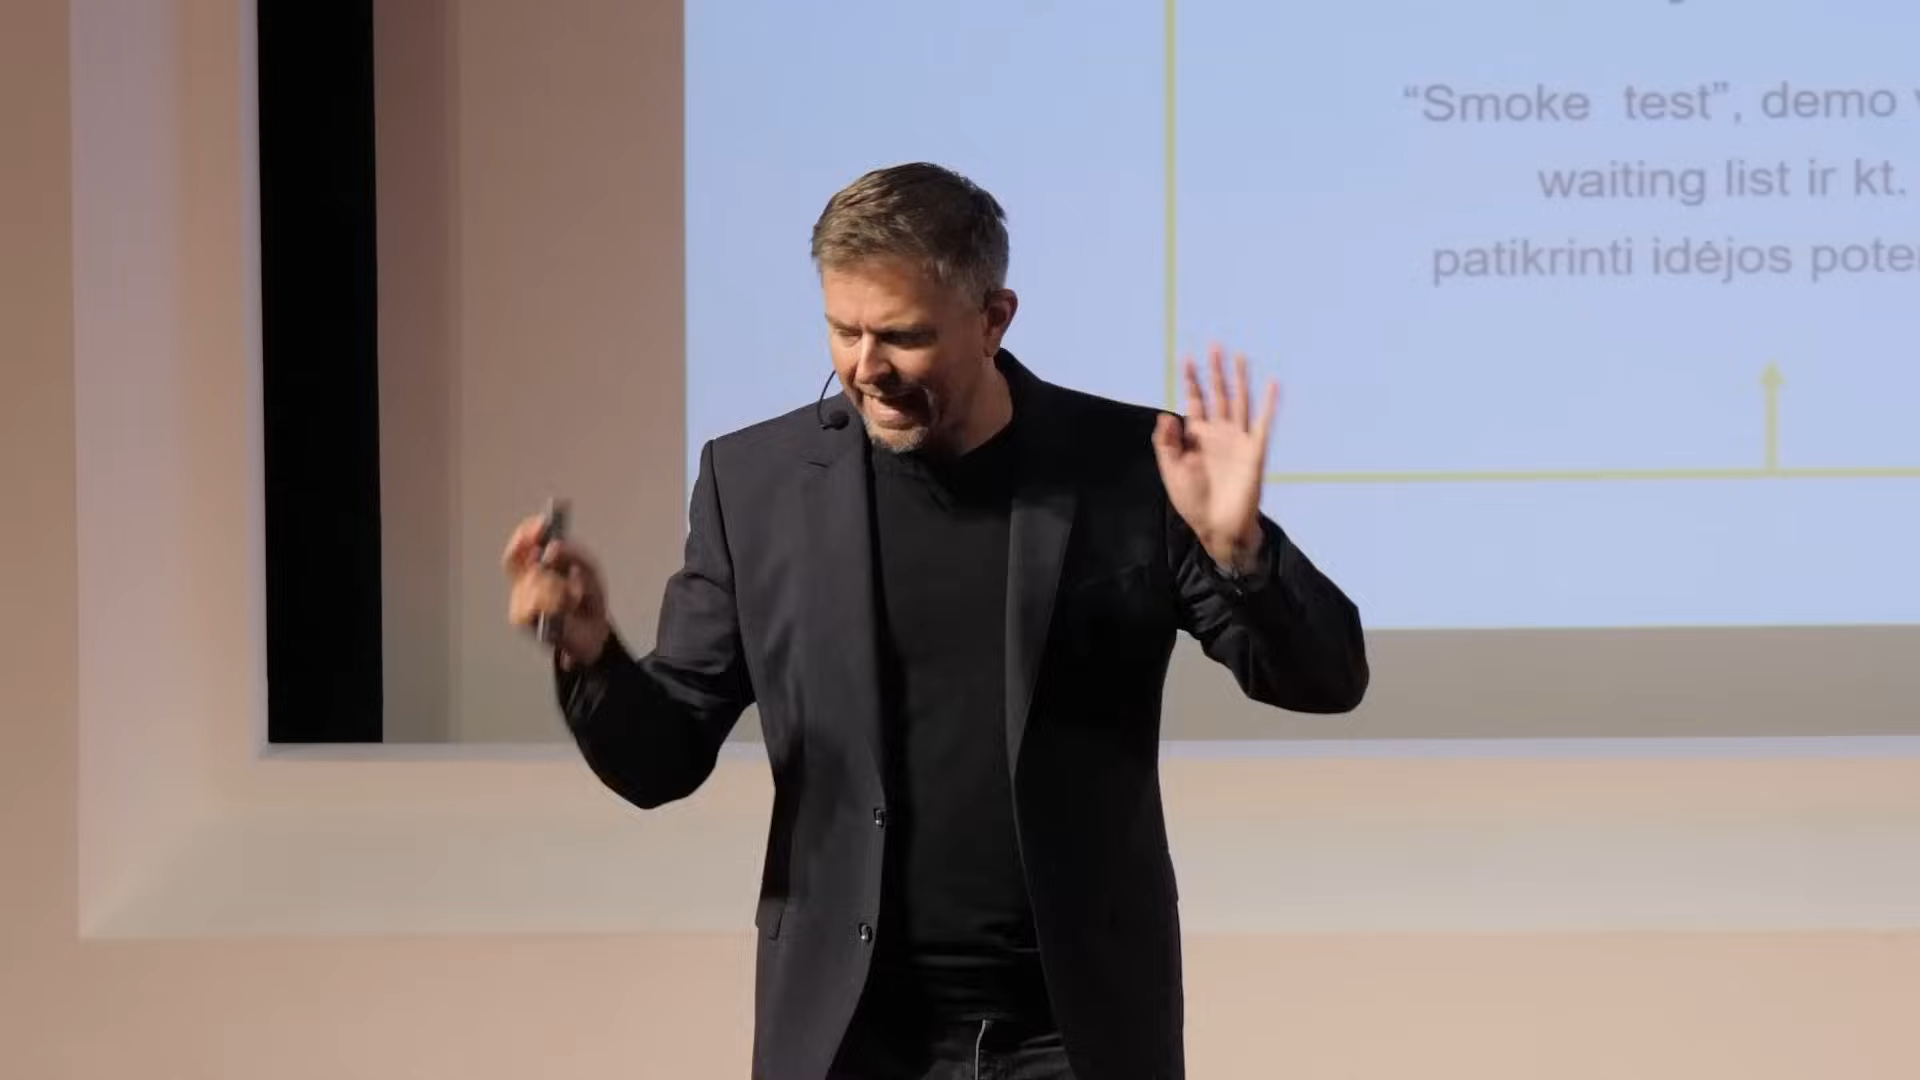 “Smoke test”, demo
waiting list ir kt.
patikrinti idėjos